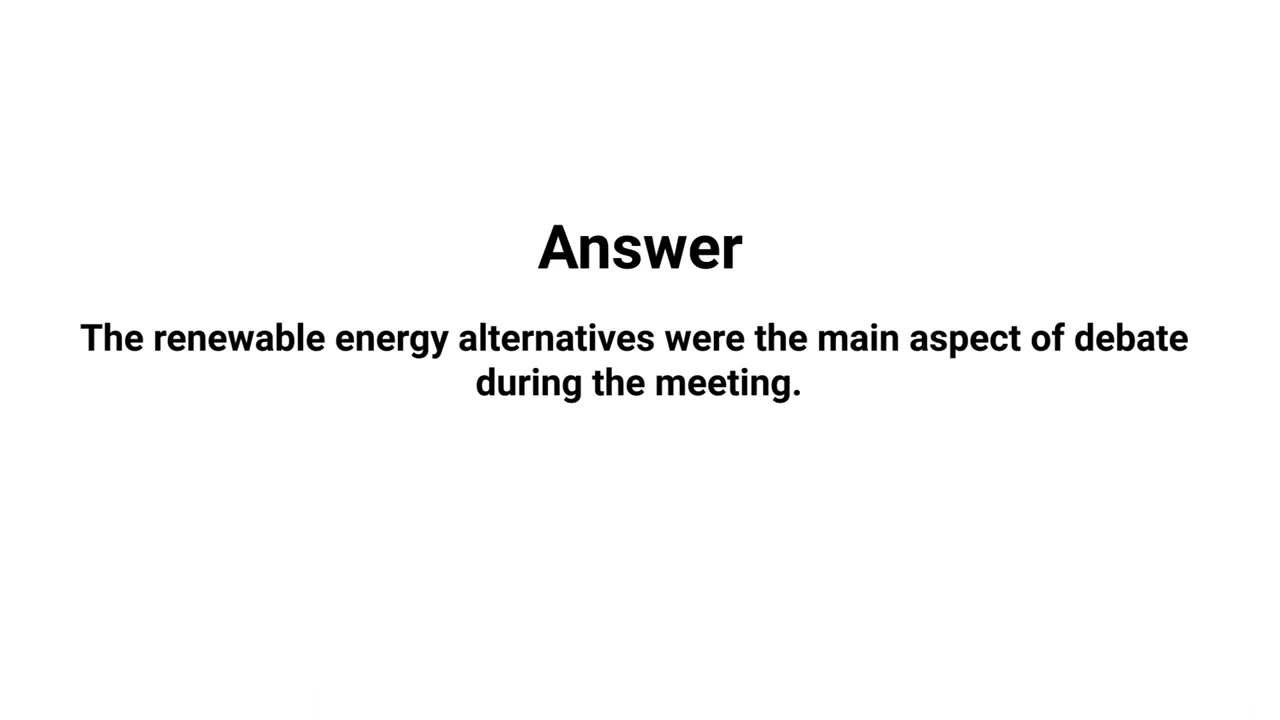 Answer
The renewable energy alternatives were the main aspect of debate
during the meeting.